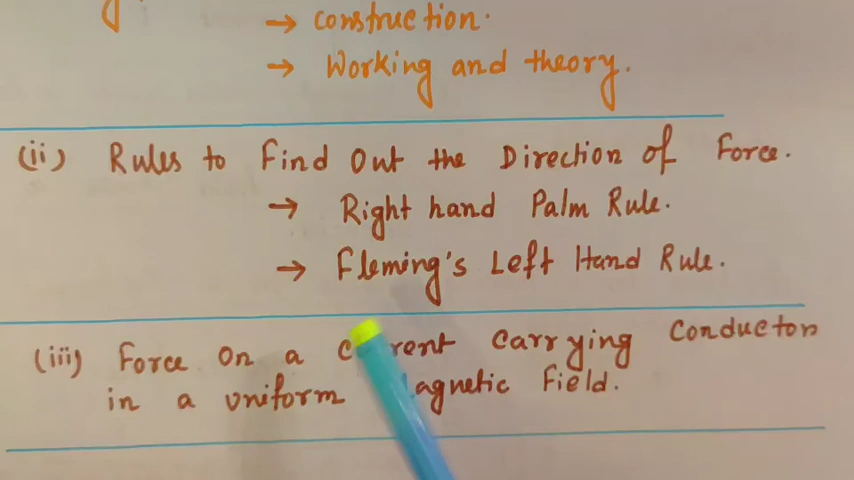 → construction.
→ Working and theory.
(ii) Rules to Find Out the Direction of Force.
→ Right hand Palm Rule.
→ Fleming's Left Hand Rule.
(iii) Force on a carrying conductor
in a uniform Field.